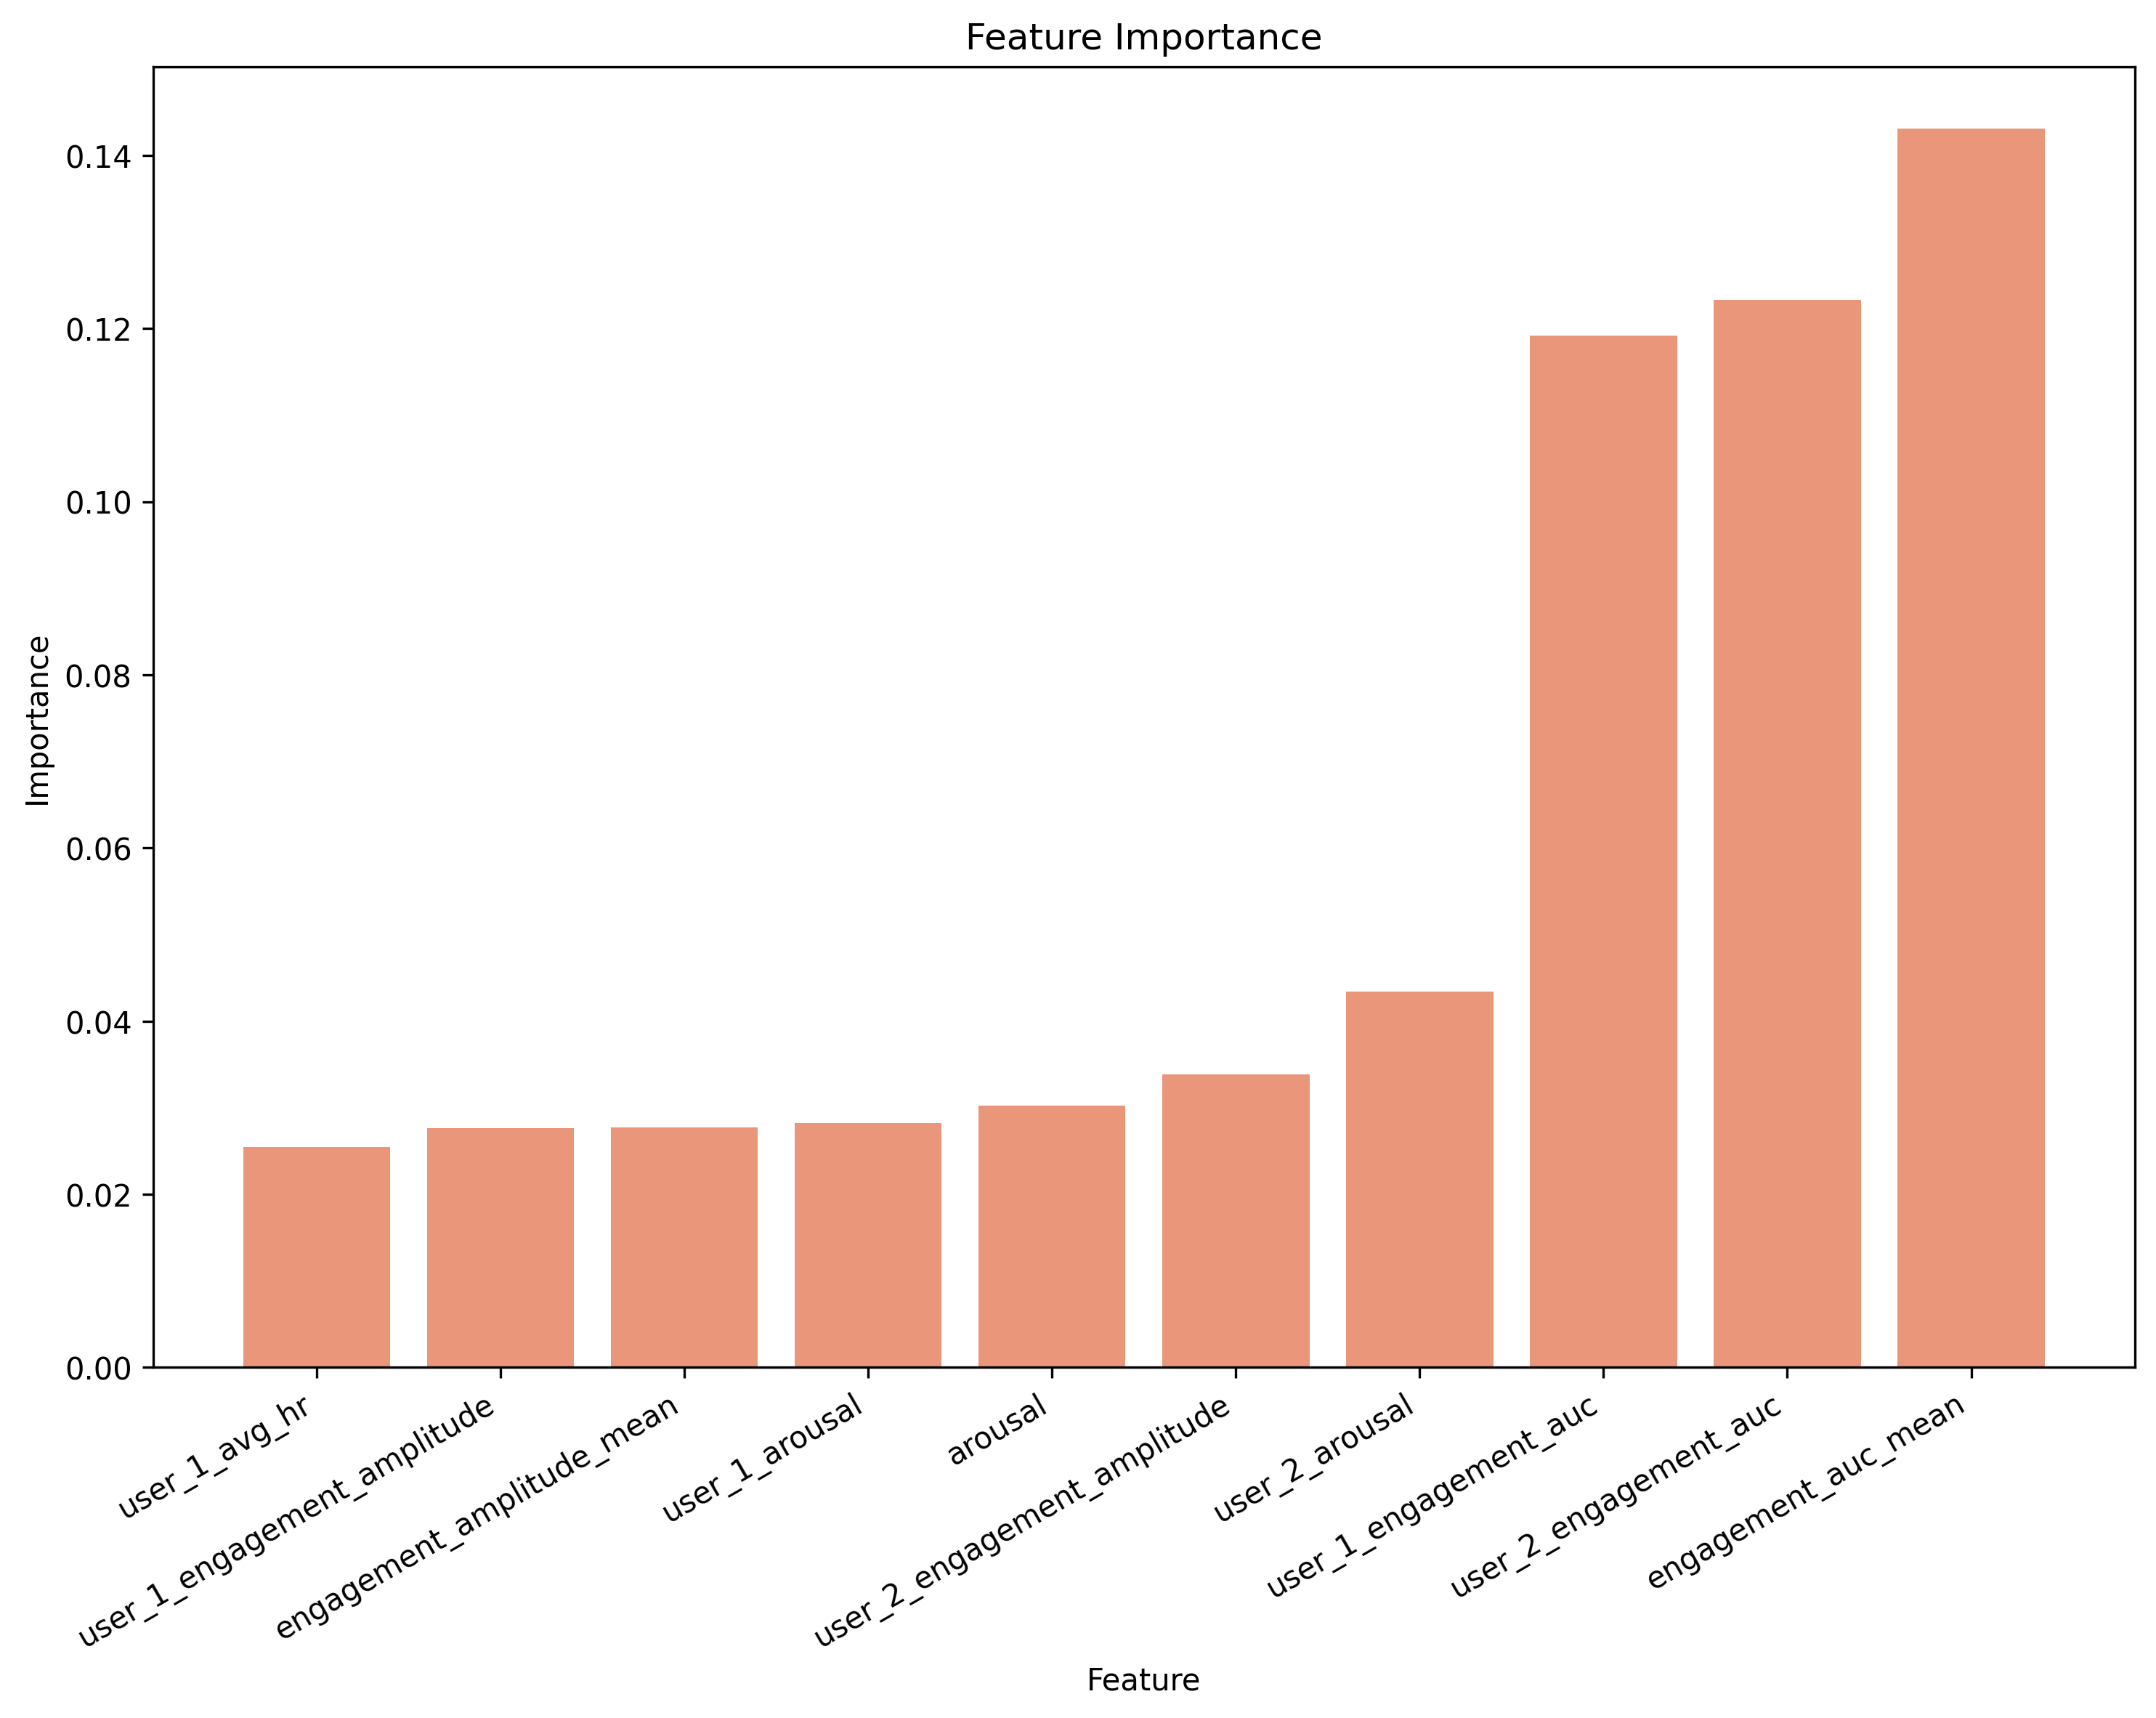 Feature Importance
Importance
0.14
0.12
0.10
0.08
0.06
0.04
0.02
0.00
user_1_avg_hr
user_1_engagement_amplitude
engagement_amplitude_mean
user_1_arousal
arousal
user_2_engagement_amplitude
user_2_arousal
user_1_engagement_auc
user_2_engagement_auc
engagement_auc_mean
Feature